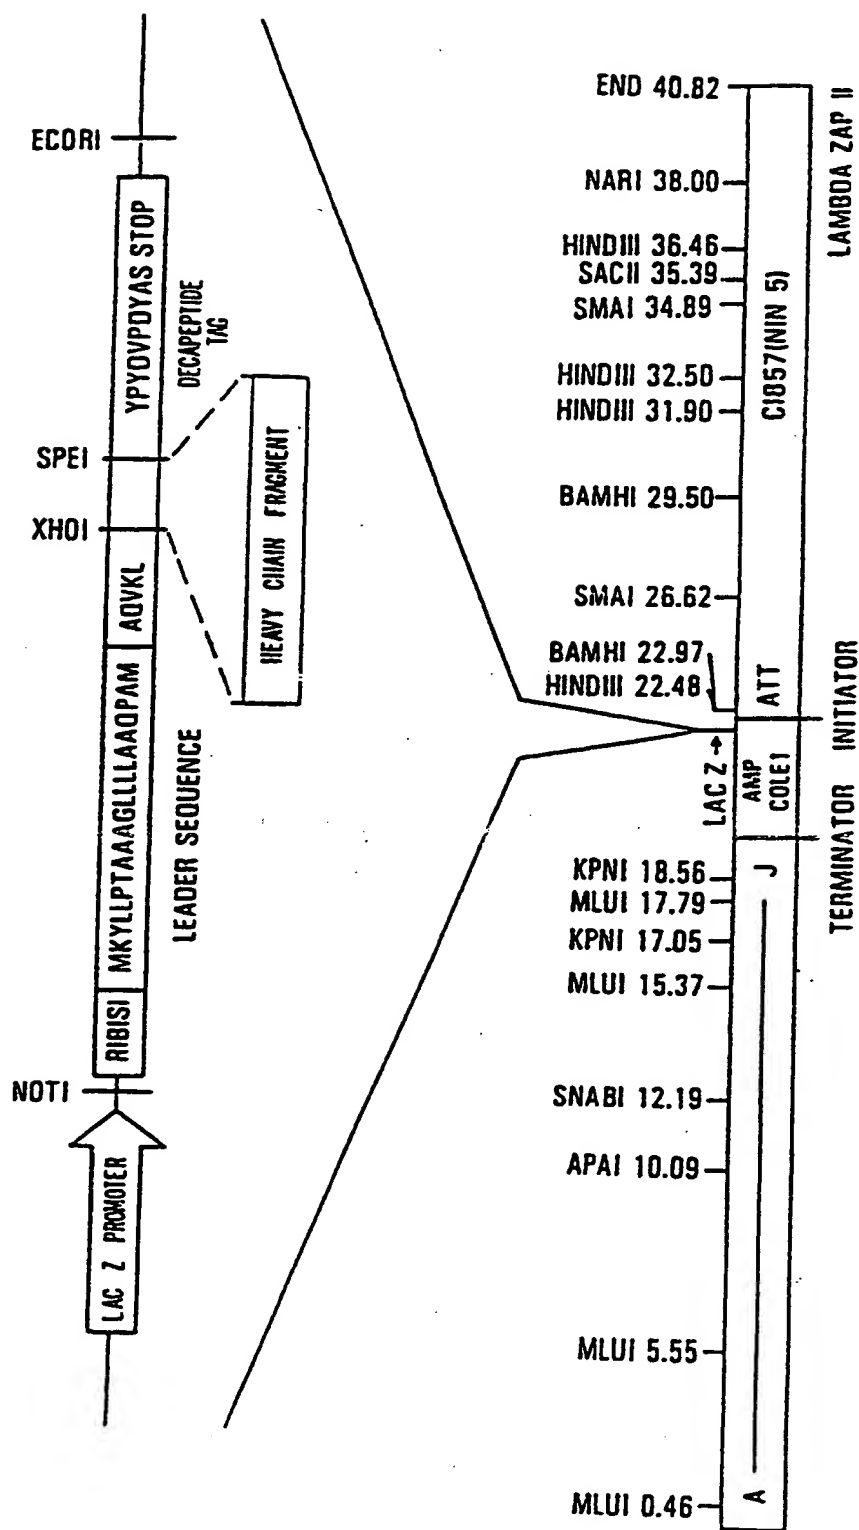 ECORI
YPYDVPDYAS STOP
DECAPEPTIDE
TAG
SPEI
XHOI
AQVKL
HEAVY CHAIN FRAGMENT
MKYLLPTAAAGLLLLAAQPAM
LEADER SEQUENCE
RIBISI
NOTI
LAC Z PROMOTER
END 40.82
NARI 38.00
HINDIII 36.46
SACII 35.39
SMAI 34.89
HINDIII 32.50
HINDIII 31.90
BAMHI 29.50
SMAI 26.62
BAMHI 22.97
HINDIII 22.48
LAC Z →
KPNI 18.56
MLUI 17.79
KPNI 17.05
MLUI 15.37
SNABI 12.19
APAI 10.09
MLUI 5.55
MLUI 0.46
CI857(NIN 5)
ATT
AMP
COLE1
J
A
LAMBDA ZAP II
INITIATOR
TERMINATOR